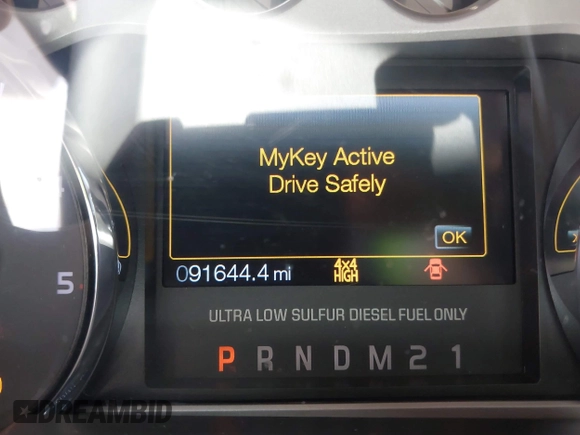 MyKey Active
Drive Safely
OK
5
091644.4 mi
4x4
HIGH
ULTRA LOW SULFUR DIESEL FUEL ONLY
P R N D M 2 1
DREAMBID